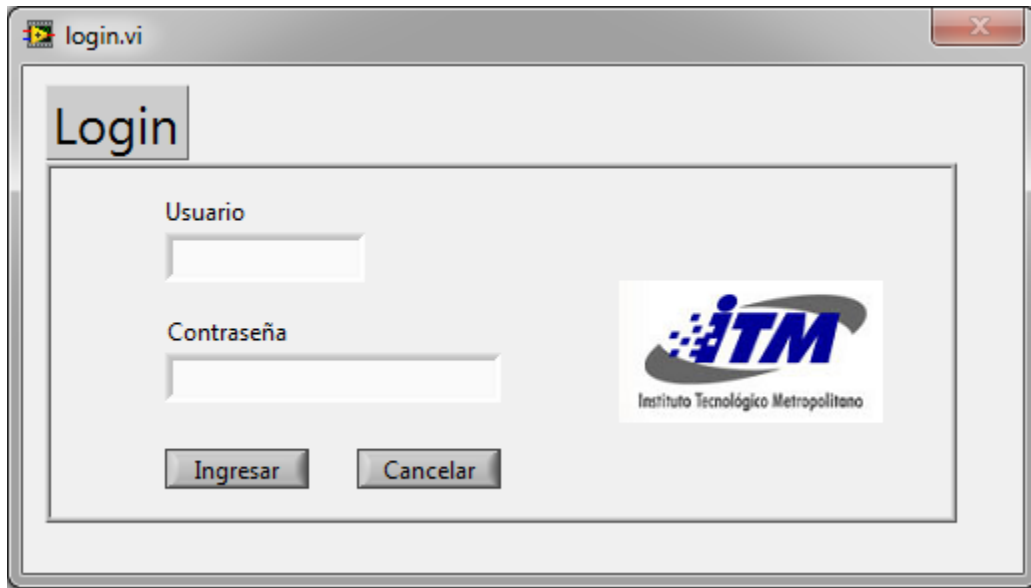 login.vi
Login
Usuario
Contraseña
iTM
Instituto Tecnológico Metropolitano
Ingresar
Cancelar